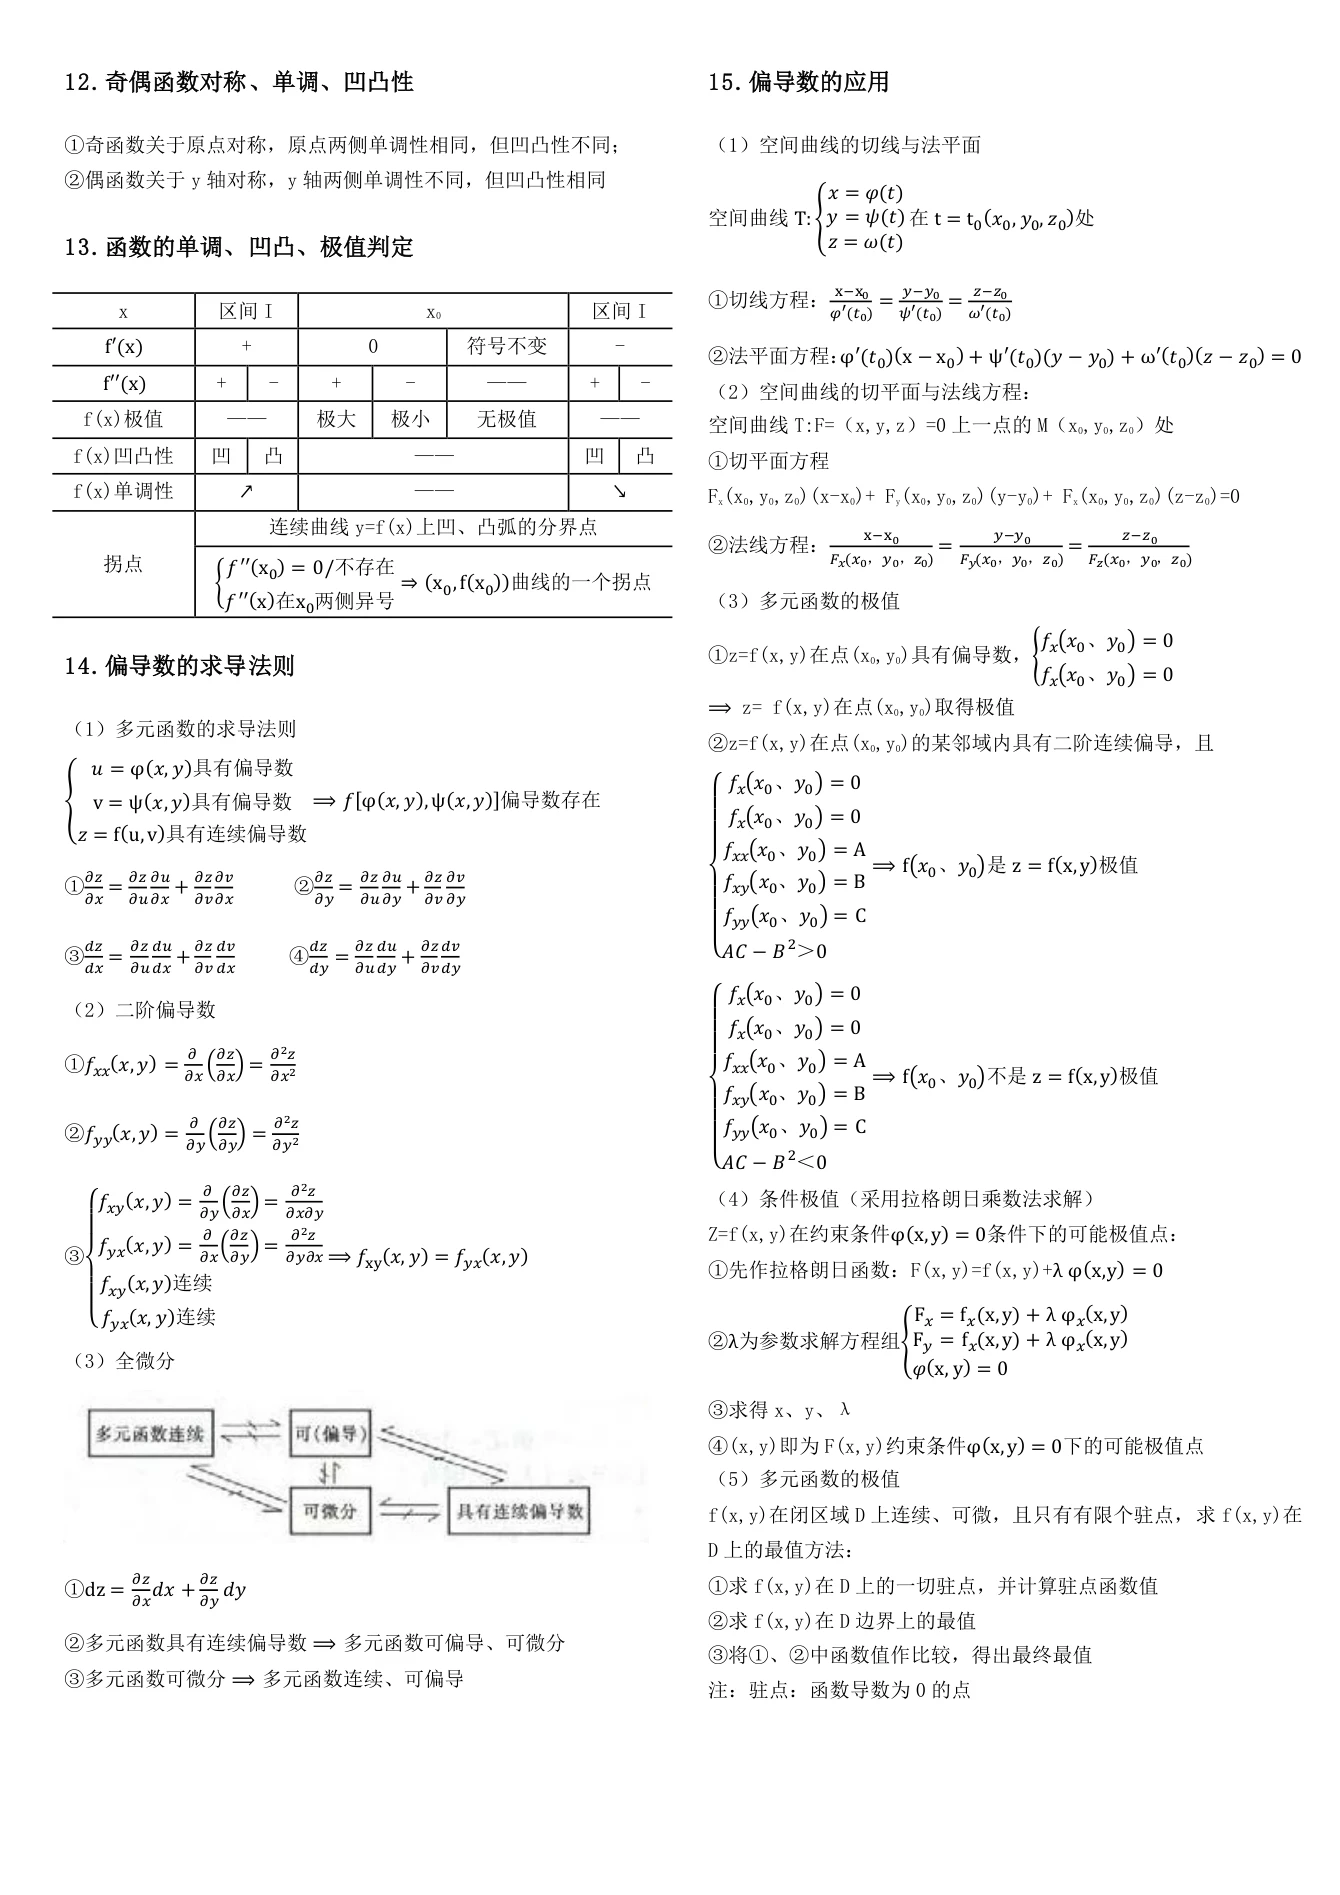 12.奇偶函数对称、单调、凹凸性
①奇函数关于原点对称，原点两侧单调性相同，但凹凸性不同；
②偶函数关于 y 轴对称，y 轴两侧单调性不同，但凹凸性相同
13.函数的单调、凹凸、极值判定
x 区间 I x₀ 区间 I
f′(x) + 0 符号不变 −
f′′(x) + − + − —— + −
f(x)极值 —— 极大 极小 无极值 ——
f(x)凹凸性 凹 凸 —— 凹 凸
f(x)单调性 ↗ —— ↘
拐点 连续曲线 y=f(x)上凹、凸弧的分界点
{f′′(x₀) = 0/不存在
f′′(x)在x₀两侧异号 ⇒ (x₀,f(x₀))曲线的一个拐点
14.偏导数的求导法则
（1）多元函数的求导法则
{u = φ(x,y)具有偏导数
v = ψ(x,y)具有偏导数 ⟹ f[φ(x,y),ψ(x,y)]偏导数存在
z = f(u,v)具有连续偏导数
①∂z/∂x = ∂z/∂u ∂u/∂x + ∂z/∂v ∂v/∂x ②∂z/∂y = ∂z/∂u ∂u/∂y + ∂z/∂v ∂v/∂y
③dz/dx = ∂z/∂u du/dx + ∂z/∂v dv/dx ④dz/dy = ∂z/∂u du/dy + ∂z/∂v dv/dy
（2）二阶偏导数
①fₓₓ(x,y) = ∂/∂x (∂z/∂x) = ∂²z/∂x²
②f_yy(x,y) = ∂/∂y (∂z/∂y) = ∂²z/∂y²
③{f_xy(x,y) = ∂/∂y (∂z/∂x) = ∂²z/∂x∂y
f_yx(x,y) = ∂/∂x (∂z/∂y) = ∂²z/∂y∂x ⟹ f_xy(x,y) = f_yx(x,y)
f_xy(x,y)连续
f_yx(x,y)连续
（3）全微分
多元函数连续 可(偏导)
可微分 具有连续偏导数
①dz = ∂z/∂x dx + ∂z/∂y dy
②多元函数具有连续偏导数 ⟹ 多元函数可偏导、可微分
③多元函数可微分 ⟹ 多元函数连续、可偏导
15.偏导数的应用
（1）空间曲线的切线与法平面
空间曲线 T:{x = φ(t)
y = ψ(t) 在 t = t₀(x₀,y₀,z₀)处
z = ω(t)
①切线方程：x−x₀/φ′(t₀) = y−y₀/ψ′(t₀) = z−z₀/ω′(t₀)
②法平面方程：φ′(t₀)(x − x₀) + ψ′(t₀)(y − y₀) + ω′(t₀)(z − z₀) = 0
（2）空间曲线的切平面与法线方程：
空间曲线 T:F=（x,y,z）=0 上一点的 M（x₀,y₀,z₀）处
①切平面方程
Fₓ(x₀,y₀,z₀)(x-x₀)+ F_y(x₀,y₀,z₀)(y-y₀)+ Fₓ(x₀,y₀,z₀)(z-z₀)=0
②法线方程：x−x₀/Fₓ(x₀，y₀，z₀) = y−y₀/F_y(x₀，y₀，z₀) = z−z₀/F_z(x₀，y₀，z₀)
（3）多元函数的极值
①z=f(x,y)在点(x₀,y₀)具有偏导数，{fₓ(x₀、y₀) = 0
fₓ(x₀、y₀) = 0
⟹ z= f(x,y)在点(x₀,y₀)取得极值
②z=f(x,y)在点(x₀,y₀)的某邻域内具有二阶连续偏导，且
{fₓ(x₀、y₀) = 0
fₓ(x₀、y₀) = 0
fₓₓ(x₀、y₀) = A
f_xy(x₀、y₀) = B ⟹ f(x₀、y₀)是 z = f(x,y)极值
f_yy(x₀、y₀) = C
AC − B²＞0
{fₓ(x₀、y₀) = 0
fₓ(x₀、y₀) = 0
fₓₓ(x₀、y₀) = A
f_xy(x₀、y₀) = B ⟹ f(x₀、y₀)不是 z = f(x,y)极值
f_yy(x₀、y₀) = C
AC − B²＜0
（4）条件极值（采用拉格朗日乘数法求解）
Z=f(x,y)在约束条件φ(x,y) = 0条件下的可能极值点：
①先作拉格朗日函数：F(x,y)=f(x,y)+λ φ(x,y) = 0
②λ为参数求解方程组{Fₓ = fₓ(x,y) + λ φₓ(x,y)
F_y = fₓ(x,y) + λ φₓ(x,y)
φ(x,y) = 0
③求得 x、y、λ
④(x,y)即为 F(x,y)约束条件φ(x,y) = 0下的可能极值点
（5）多元函数的极值
f(x,y)在闭区域 D 上连续、可微，且只有有限个驻点，求 f(x,y)在
D 上的最值方法：
①求 f(x,y)在 D 上的一切驻点，并计算驻点函数值
②求 f(x,y)在 D 边界上的最值
③将①、②中函数值作比较，得出最终最值
注：驻点：函数导数为 0 的点